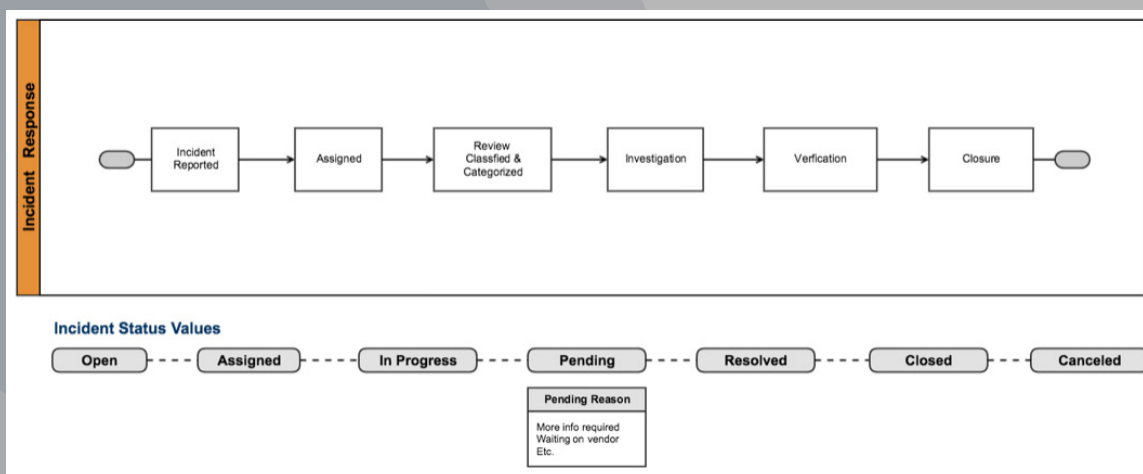 Incident Response
Incident
Reported
Assigned
Review
Classfied &
Categorized
Investigation
Verfication
Closure
Incident Status Values
Open
Assigned
In Progress
Pending
Resolved
Closed
Canceled
Pending Reason
More info required
Waiting on vendor
Etc.